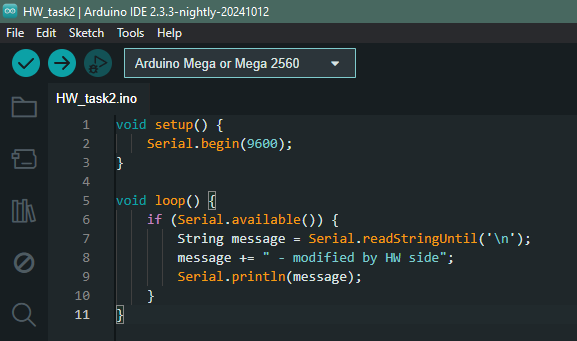 HW_task2 | Arduino IDE 2.3.3-nightly-20241012
File Edit Sketch Tools Help
Arduino Mega or Mega 2560
HW_task2.ino
1 void setup() {
2 Serial.begin(9600);
3 }
4
5 void loop() {
6 if (Serial.available()) {
7 String message = Serial.readStringUntil('\n');
8 message += " - modified by HW side";
9 Serial.println(message);
10 }
11 }